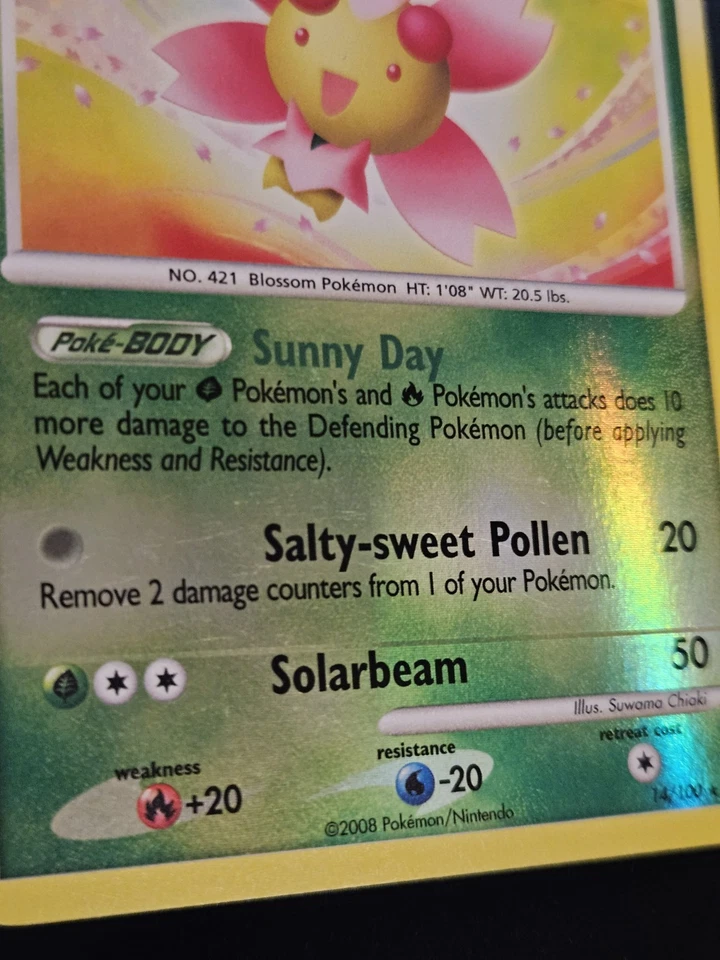 NO. 421 Blossom Pokémon HT: 1'08" WT: 20.5 lbs.
Poké-BODY Sunny Day
Each of your Pokémon's and Pokémon's attacks does 10
more damage to the Defending Pokémon (before applying
Weakness and Resistance).
Salty-sweet Pollen 20
Remove 2 damage counters from 1 of your Pokémon.
Solarbeam 50
Illus. Suwama Chiaki
weakness resistance retreat cost
+20 -20
14/100
©2008 Pokémon/Nintendo